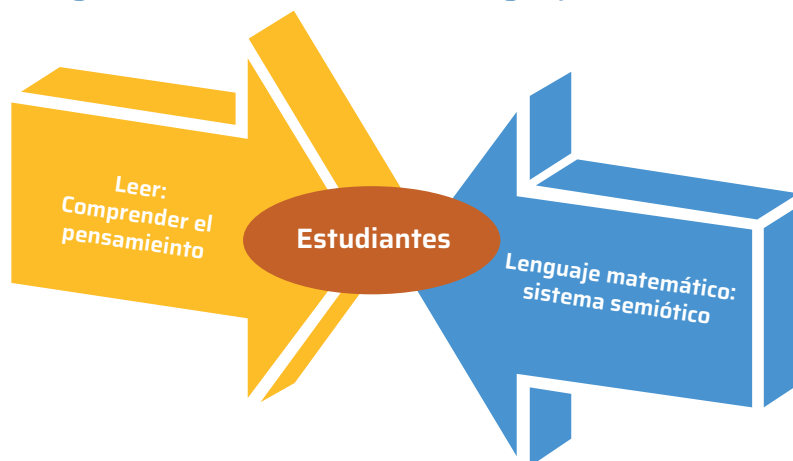 Leer:
Comprender el
pensamieinto
Estudiantes
Lenguaje matemático:
sistema semiótico